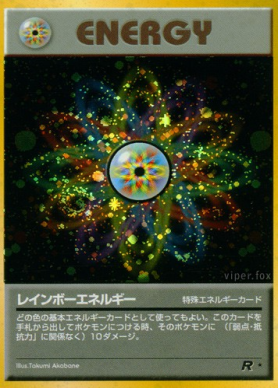 ENERGY
viper.fox
レインボーエネルギー 特殊エネルギーカード
どの色の基本エネルギーカードとして使ってもよい。このカードを
手札から出してポケモンにつける時、そのポケモンに(「弱点・抵
抗力」に関係なく)10ダメージ。
Illus.Takumi Akabane
R ★